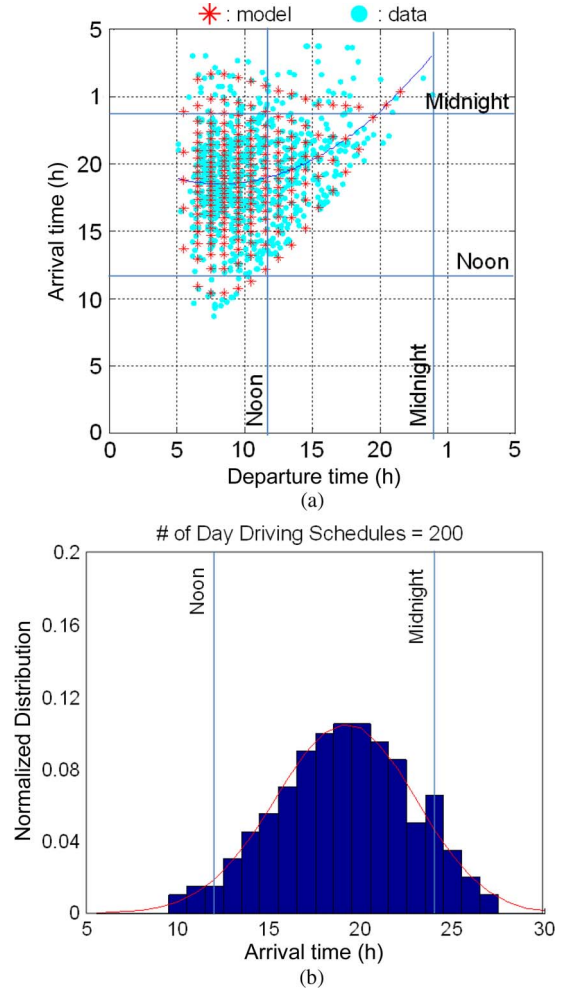 ✳ : model ● : data
5
1
Midnight
20
15
Noon
10
5
0
Arrival time (h)
Noon
Midnight
0 5 10 15 20 1 5
Departure time (h)
(a)
# of Day Driving Schedules = 200
0.2
0.16
0.12
0.08
0.04
0
Normalized Distribution
Noon
Midnight
5 10 15 20 25 30
Arrival time (h)
(b)